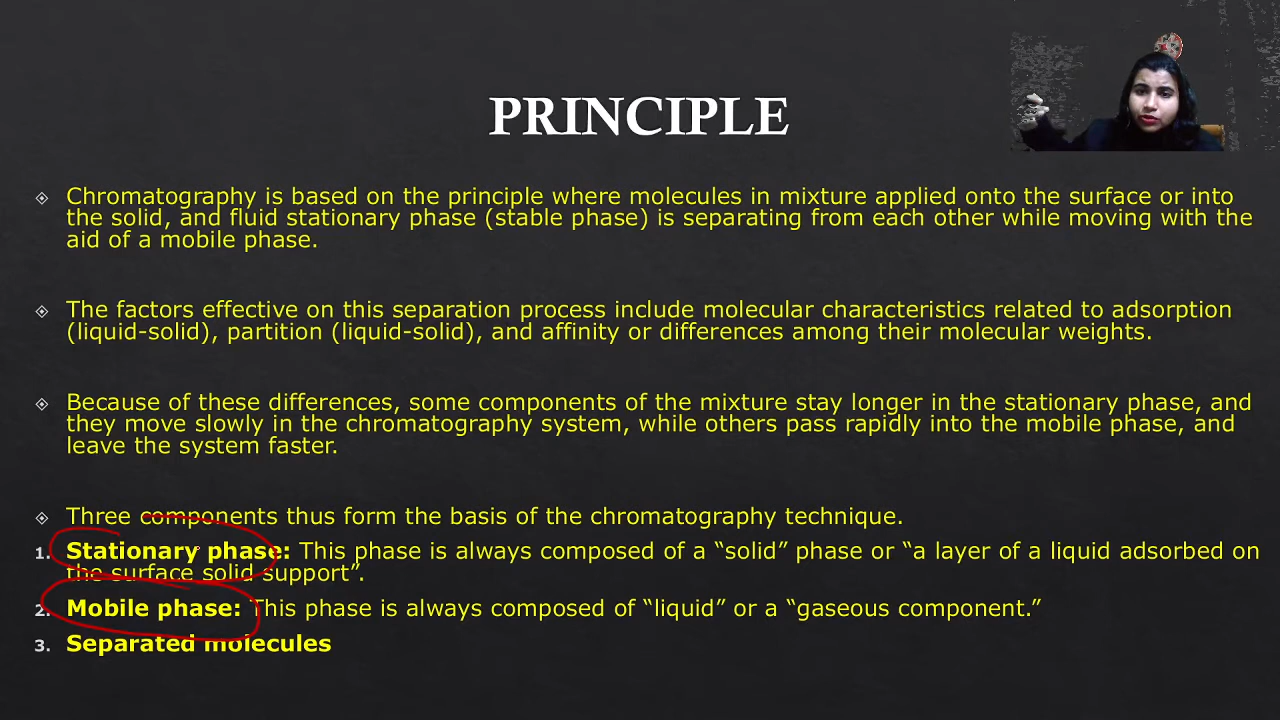 PRINCIPLE
Chromatography is based on the principle where molecules in mixture applied onto the surface or into
the solid, and fluid stationary phase (stable phase) is separating from each other while moving with the
aid of a mobile phase.
The factors effective on this separation process include molecular characteristics related to adsorption
(liquid-solid), partition (liquid-solid), and affinity or differences among their molecular weights.
Because of these differences, some components of the mixture stay longer in the stationary phase, and
they move slowly in the chromatography system, while others pass rapidly into the mobile phase, and
leave the system faster.
Three components thus form the basis of the chromatography technique.
1. Stationary phase: This phase is always composed of a “solid” phase or “a layer of a liquid adsorbed on
the surface solid support”.
2. Mobile phase: This phase is always composed of “liquid” or a “gaseous component.”
3. Separated molecules